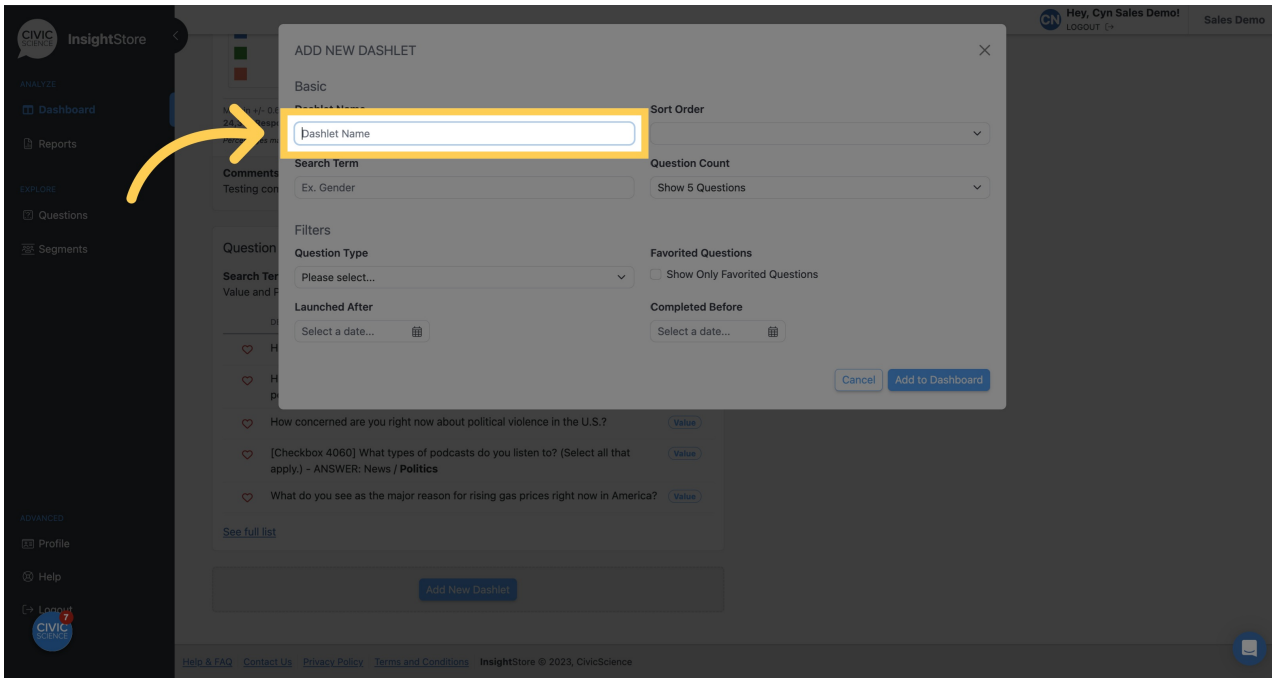 CIVIC
SCIENCE
InsightStore
Hey, Cyn Sales Demo!
CN
LOGOUT
Sales Demo
ANALYZE
Dashboard
Reports
EXPLORE
Questions
Segments
ADVANCED
Profile
Help
Logout
7
CIVIC
SCIENCE
ADD NEW DASHLET
Basic
Dashlet Name
Sort Order
Dashlet Name
Search Term
Question Count
Ex. Gender
Show 5 Questions
Filters
Question Type
Favorited Questions
Please select...
Show Only Favorited Questions
Launched After
Completed Before
Select a date...
Select a date...
Cancel
Add to Dashboard
+/- 0.6
24,
Comments
Testing con
Question
Search Ter
Value and P
H
H
How concerned are you right now about political violence in the U.S.?
Value
[Checkbox 4060] What types of podcasts do you listen to? (Select all that
Value
apply.) – ANSWER: News / Politics
What do you see as the major reason for rising gas prices right now in America?
Value
See full list
Add New Dashlet
Help & FAQ Contact Us Privacy Policy Terms and Conditions InsightStore © 2023, CivicScience